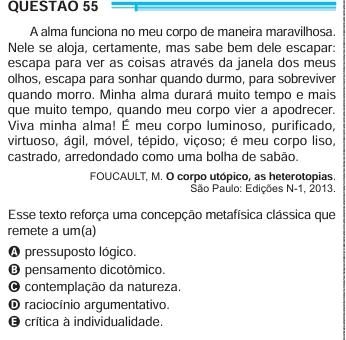 QUESTÃO 55
A alma funciona no meu corpo de maneira maravilhosa.
Nele se aloja, certamente, mas sabe bem dele escapar:
escapa para ver as coisas através da janela dos meus
olhos, escapa para sonhar quando durmo, para sobreviver
quando morro. Minha alma durará muito tempo e mais
que muito tempo, quando meu corpo vier a apodrecer.
Viva minha alma! É meu corpo luminoso, purificado,
virtuoso, ágil, móvel, tépido, viçoso; é meu corpo liso,
castrado, arredondado como uma bolha de sabão.
FOUCAULT, M. O corpo utópico, as heterotopias.
São Paulo: Edições N-1, 2013.
Esse texto reforça uma concepção metafísica clássica que
remete a um(a)
A pressuposto lógico.
B pensamento dicotômico.
C contemplação da natureza.
D raciocínio argumentativo.
E crítica à individualidade.